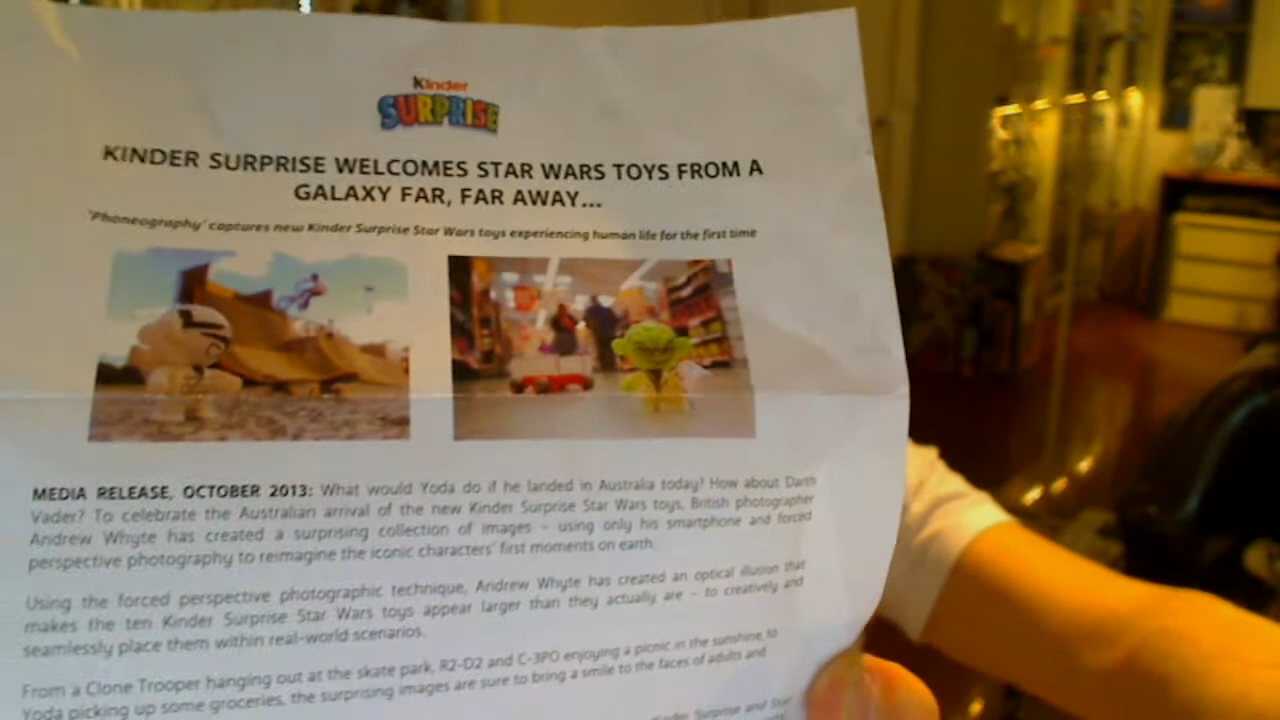 Kinder
SURPRISE
KINDER SURPRISE WELCOMES STAR WARS TOYS FROM A
GALAXY FAR, FAR AWAY...
'Phoneography' captures new Kinder Surprise Star Wars toys experiencing human life for the first time
MEDIA RELEASE, OCTOBER 2013: What would Yoda do if he landed in Australia today? How about Darth
Vader? To celebrate the Australian arrival of the new Kinder Surprise Star Wars toys, British photographer
Andrew Whyte has created a surprising collection of images – using only his smartphone and forced
perspective photography to reimagine the iconic characters' first moments on earth.
Using the forced perspective photographic technique, Andrew Whyte has created an optical illusion that
makes the ten Kinder Surprise Star Wars toys appear larger than they actually are – to creatively and
seamlessly place them within real-world scenarios.
From a Clone Trooper hanging out at the skate park, R2-D2 and C-3PO enjoying a picnic in the sunshine, to
Yoda picking up some groceries, the surprising images are sure to bring a smile to the faces of adults and
Kinder Surprise and Star